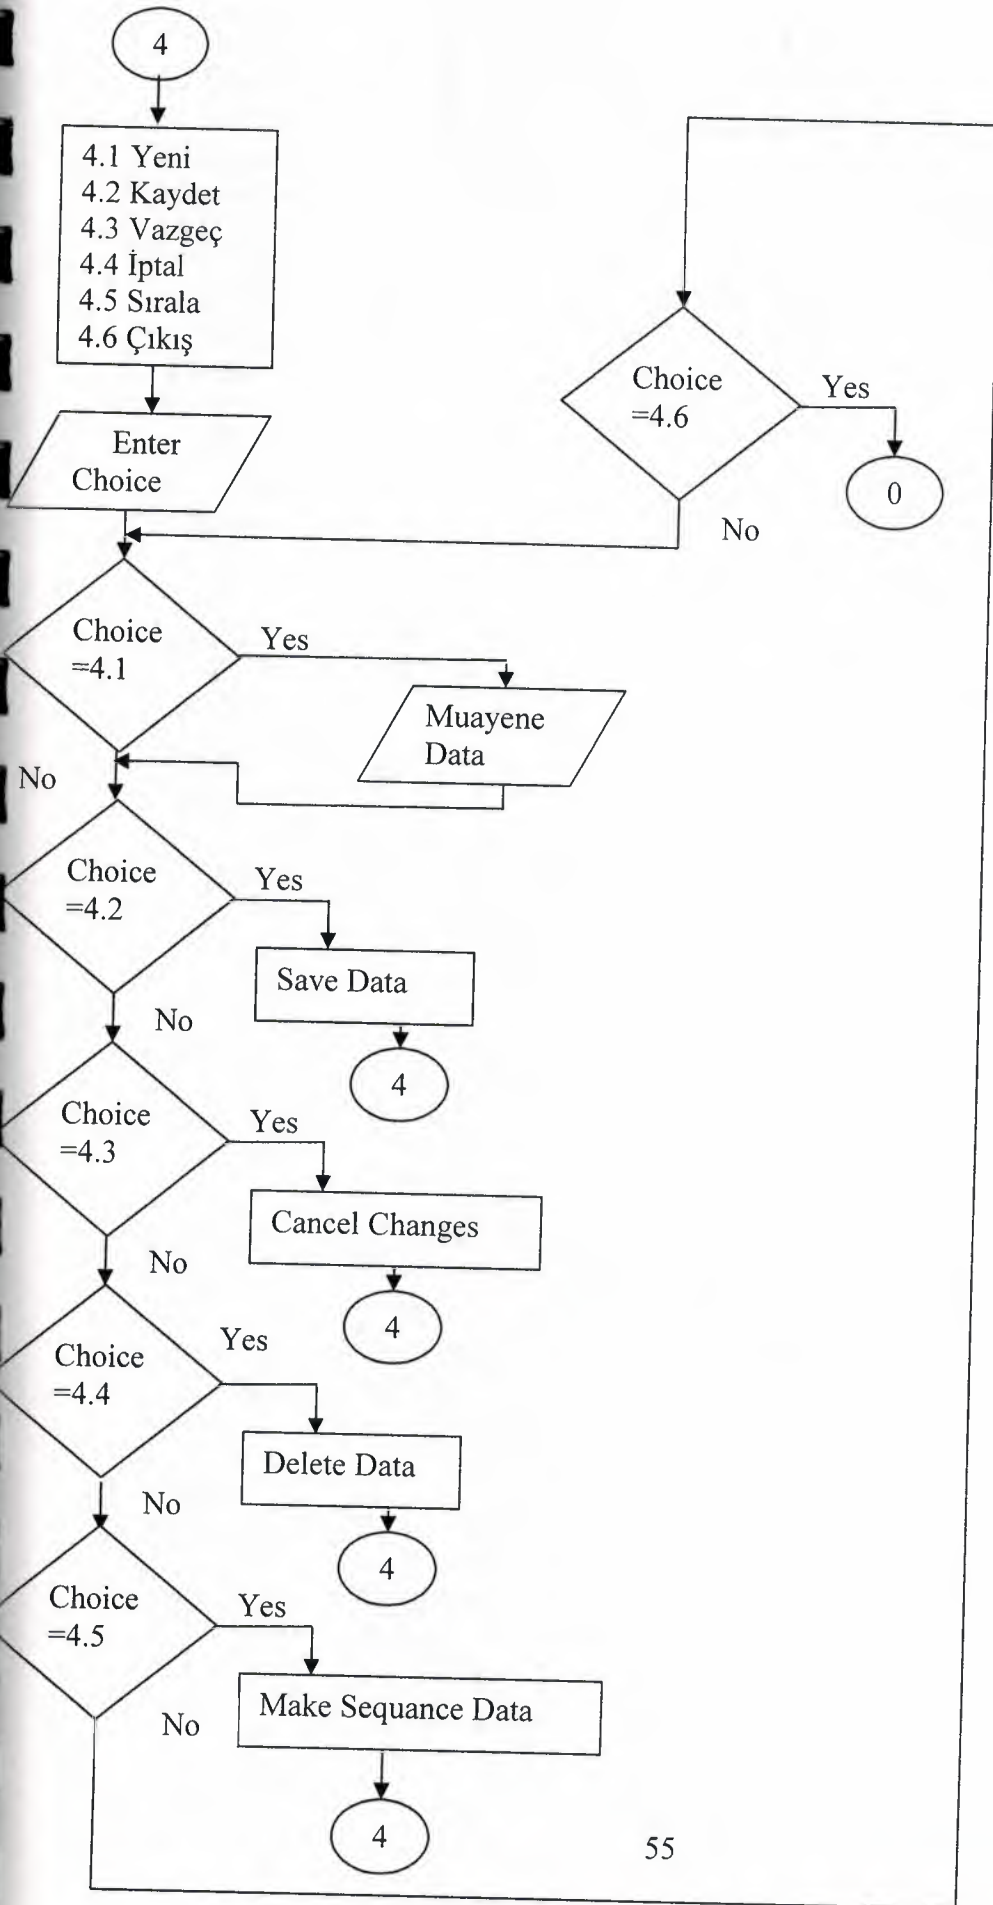 4
4.1 Yeni
4.2 Kaydet
4.3 Vazgeç
4.4 İptal
4.5 Sırala
4.6 Çıkış
Enter
Choice
Choice
=4.6
Yes
0
No
Choice
=4.1
Yes
Muayene
Data
No
Choice
=4.2
Yes
Save Data
4
No
Choice
=4.3
Yes
Cancel Changes
4
No
Choice
=4.4
Yes
Delete Data
4
No
Choice
=4.5
Yes
Make Sequance Data
4
No
55